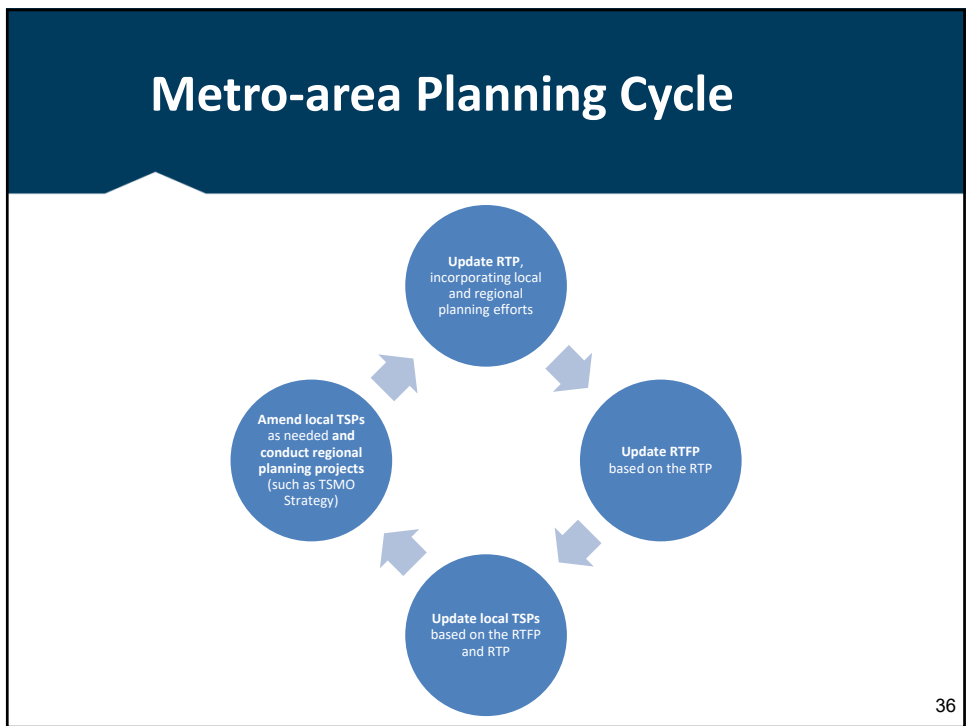 Metro-area Planning Cycle
Update RTP,
incorporating local
and regional
planning efforts
Update RTFP
based on the RTP
Update local TSPs
based on the RTFP
and RTP
Amend local TSPs
as needed and
conduct regional
planning projects
(such as TSMO
Strategy)
36